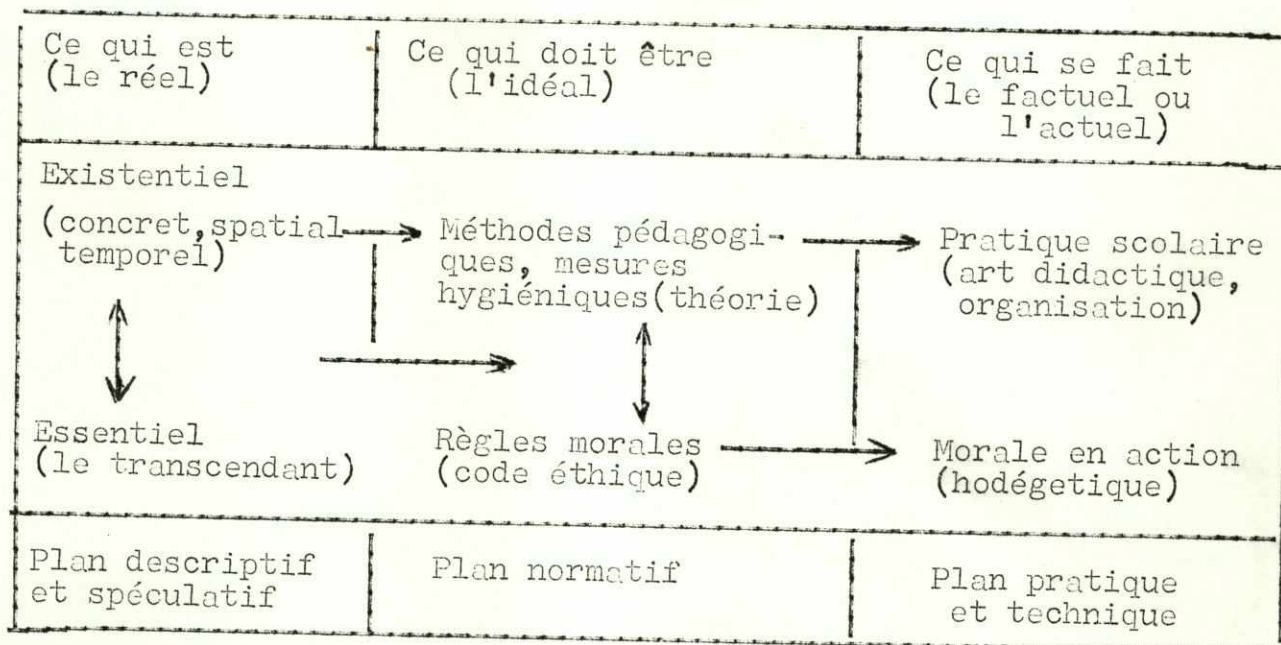 Ce qui est
(le réel)
Ce qui doit être
(l'idéal)
Ce qui se fait
(le factuel ou
l'actuel)
Existentiel
(concret,spatial
temporel)
Méthodes pédagogi-
ques, mesures
hygiéniques(théorie)
Pratique scolaire
(art didactique,
organisation)
Essentiel
(le transcendant)
Règles morales
(code éthique)
Morale en action
(hodégetique)
Plan descriptif
et spéculatif
Plan normatif
Plan pratique
et technique